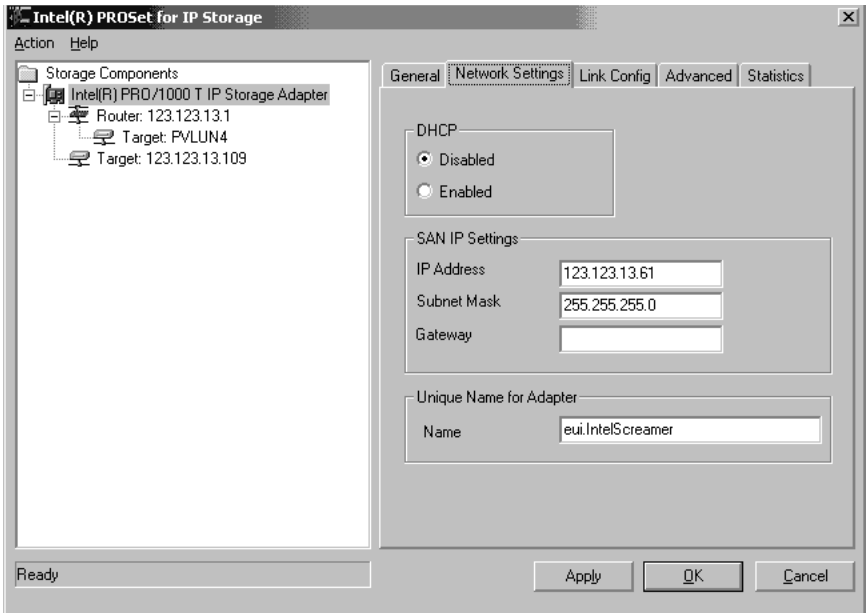 Intel(R) PROSet for IP Storage
Action Help
Storage Components
Intel(R) PRO/1000 T IP Storage Adapter
Router: 123.123.13.1
Target: PVLUN4
Target: 123.123.13.109
General Network Settings Link Config Advanced Statistics
DHCP
Disabled
Enabled
SAN IP Settings
IP Address 123.123.13.61
Subnet Mask 255.255.255.0
Gateway
Unique Name for Adapter
Name eui.IntelScreamer
Ready
Apply OK Cancel